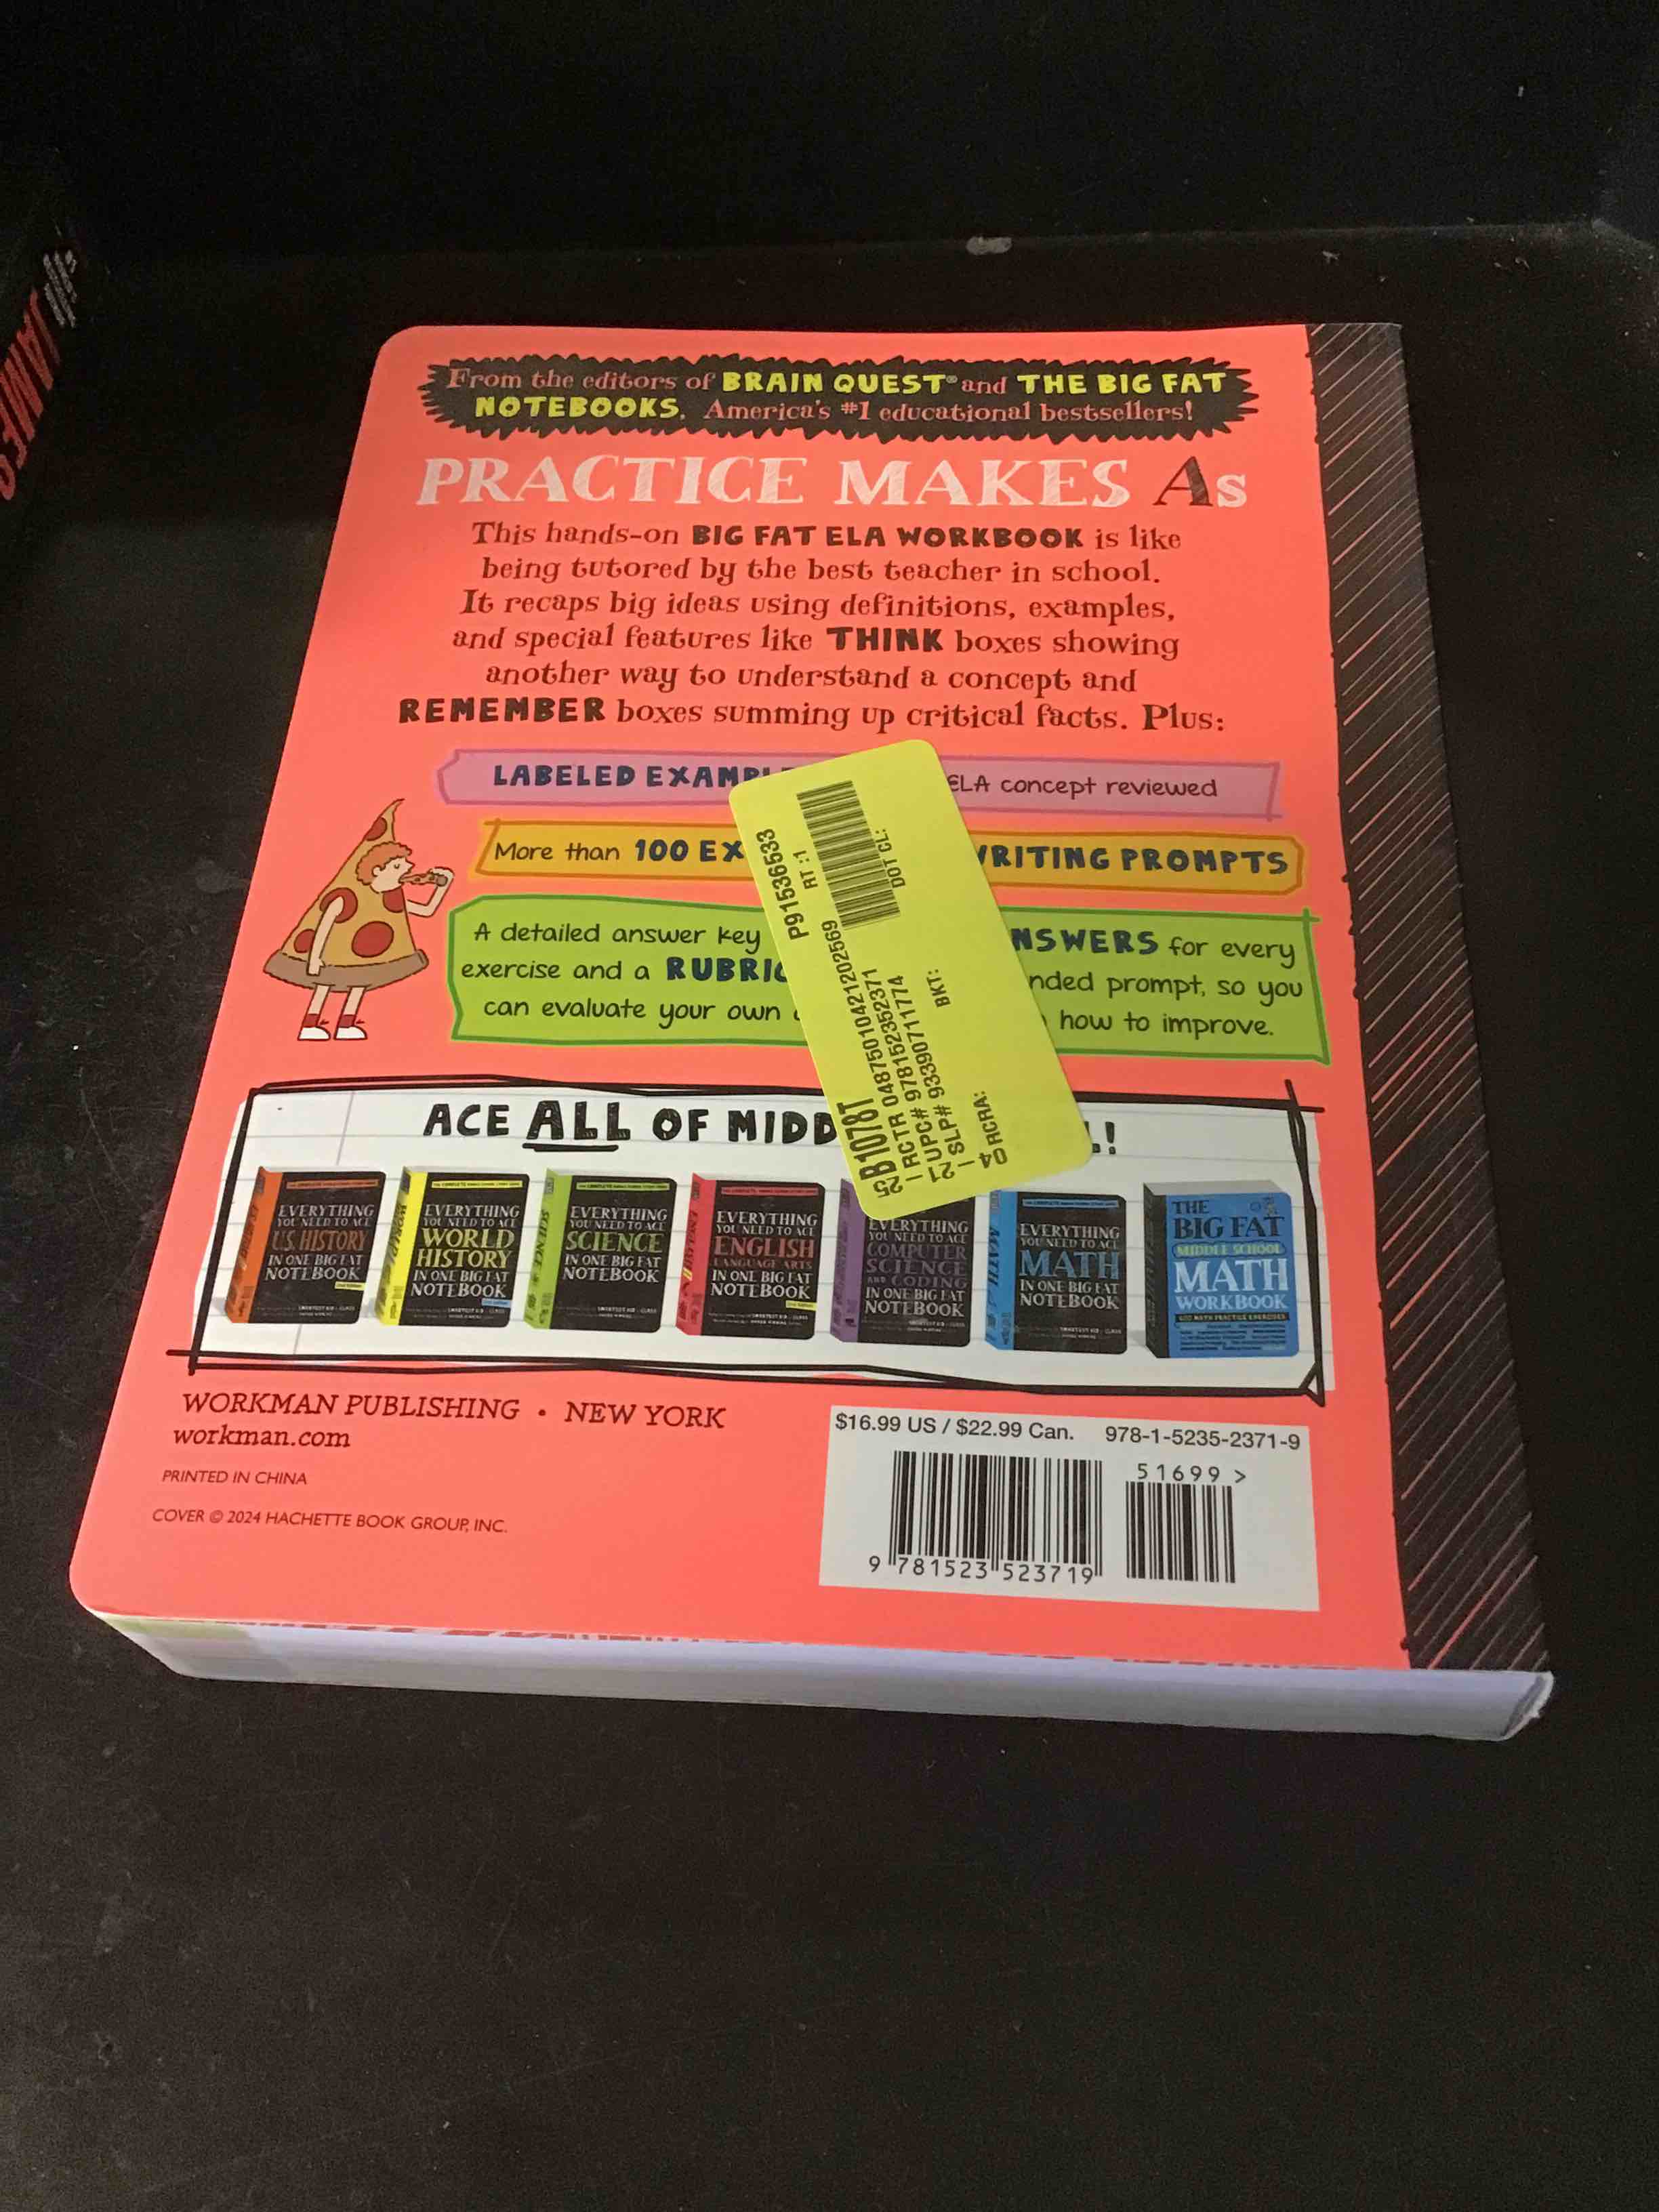 From the editors of BRAIN QUEST® and THE BIG FAT
NOTEBOOKS, America's #1 educational bestsellers!
PRACTICE MAKES As
This hands-on BIG FAT ELA WORKBOOK is like
being tutored by the best teacher in school.
It recaps big ideas using definitions, examples,
and special features like THINK boxes showing
another way to understand a concept and
REMEMBER boxes summing up critical facts. Plus:
LABELED ELA concept reviewed
More than 100 PROMPTS
A detailed answer key for every
exercise and a prompt, so you
can evaluate your own how to improve.
P91536533
RT :1
DOT CL:
25B1078T
I RCTR 04875010421202569
21 UPC# 9781523523​71
I SLP# 933907117​74
BKT:
04 RCRA:
ACE ALL OF
EVERYTHING
YOU NEED TO ACE
U.S. HISTORY
IN ONE BIG FAT
NOTEBOOK
EVERYTHING
YOU NEED TO ACE
WORLD
HISTORY
IN ONE BIG FAT
NOTEBOOK
EVERYTHING
YOU NEED TO ACE
SCIENCE
IN ONE BIG FAT
NOTEBOOK
EVERYTHING
YOU NEED TO ACE
ENGLISH
LANGUAGE ARTS
IN ONE BIG FAT
NOTEBOOK
EVERYTHING
YOU NEED TO ACE
COMPUTER
SCIENCE
AND CODING
IN ONE BIG FAT
NOTEBOOK
EVERYTHING
YOU NEED TO ACE
MATH
IN ONE BIG FAT
NOTEBOOK
THE
BIG FAT
MIDDLE SCHOOL
MATH
WORKBOOK
WORKMAN PUBLISHING • NEW YORK
workman.com
PRINTED IN CHINA
COVER © 2024 HACHETTE BOOK GROUP, INC.
$16.99 US / $22.99 Can. 978-1-5235-2371-9
51699 >
9 781523 523719